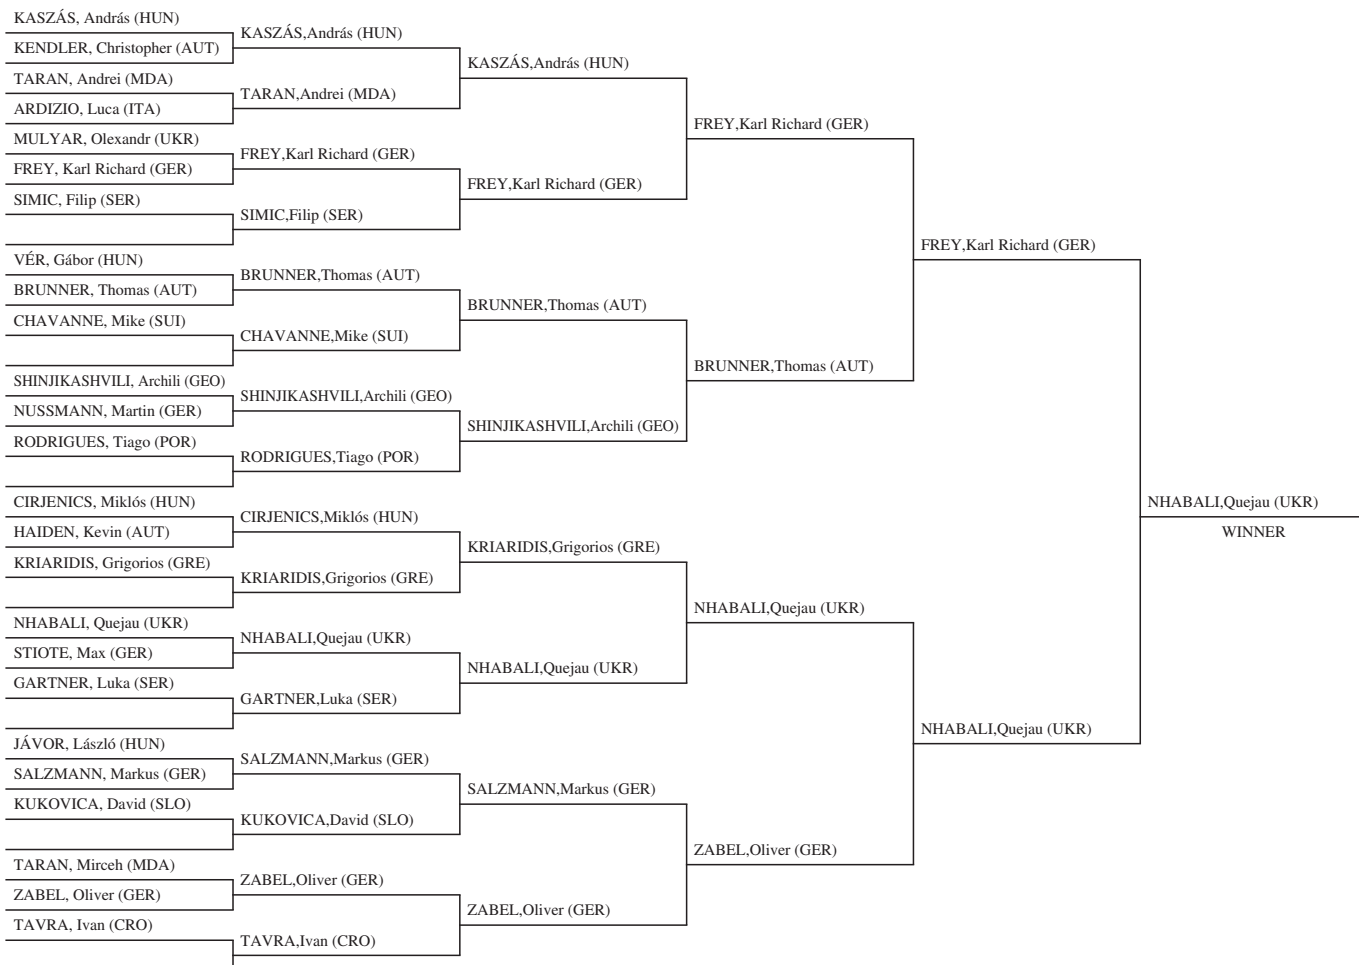 KASZÁS, András (HUN)
KENDLER, Christopher (AUT)
TARAN, Andrei (MDA)
ARDIZIO, Luca (ITA)
MULYAR, Olexandr (UKR)
FREY, Karl Richard (GER)
SIMIC, Filip (SER)
VÉR, Gábor (HUN)
BRUNNER, Thomas (AUT)
CHAVANNE, Mike (SUI)
SHINJIKASHVILI, Archili (GEO)
NUSSMANN, Martin (GER)
RODRIGUES, Tiago (POR)
CIRJENICS, Miklós (HUN)
HAIDEN, Kevin (AUT)
KRIARIDIS, Grigorios (GRE)
NHABALI, Quejau (UKR)
STIOTE, Max (GER)
GARTNER, Luka (SER)
JÁVOR, László (HUN)
SALZMANN, Markus (GER)
KUKOVICA, David (SLO)
TARAN, Mirceh (MDA)
ZABEL, Oliver (GER)
TAVRA, Ivan (CRO)
KASZÁS,András (HUN)
TARAN,Andrei (MDA)
FREY,Karl Richard (GER)
SIMIC,Filip (SER)
BRUNNER,Thomas (AUT)
CHAVANNE,Mike (SUI)
SHINJIKASHVILI,Archili (GEO)
RODRIGUES,Tiago (POR)
CIRJENICS,Miklós (HUN)
KRIARIDIS,Grigorios (GRE)
NHABALI,Quejau (UKR)
GARTNER,Luka (SER)
SALZMANN,Markus (GER)
KUKOVICA,David (SLO)
ZABEL,Oliver (GER)
TAVRA,Ivan (CRO)
KASZÁS,András (HUN)
FREY,Karl Richard (GER)
BRUNNER,Thomas (AUT)
SHINJIKASHVILI,Archili (GEO)
KRIARIDIS,Grigorios (GRE)
NHABALI,Quejau (UKR)
SALZMANN,Markus (GER)
ZABEL,Oliver (GER)
FREY,Karl Richard (GER)
BRUNNER,Thomas (AUT)
NHABALI,Quejau (UKR)
ZABEL,Oliver (GER)
FREY,Karl Richard (GER)
NHABALI,Quejau (UKR)
NHABALI,Quejau (UKR)
WINNER